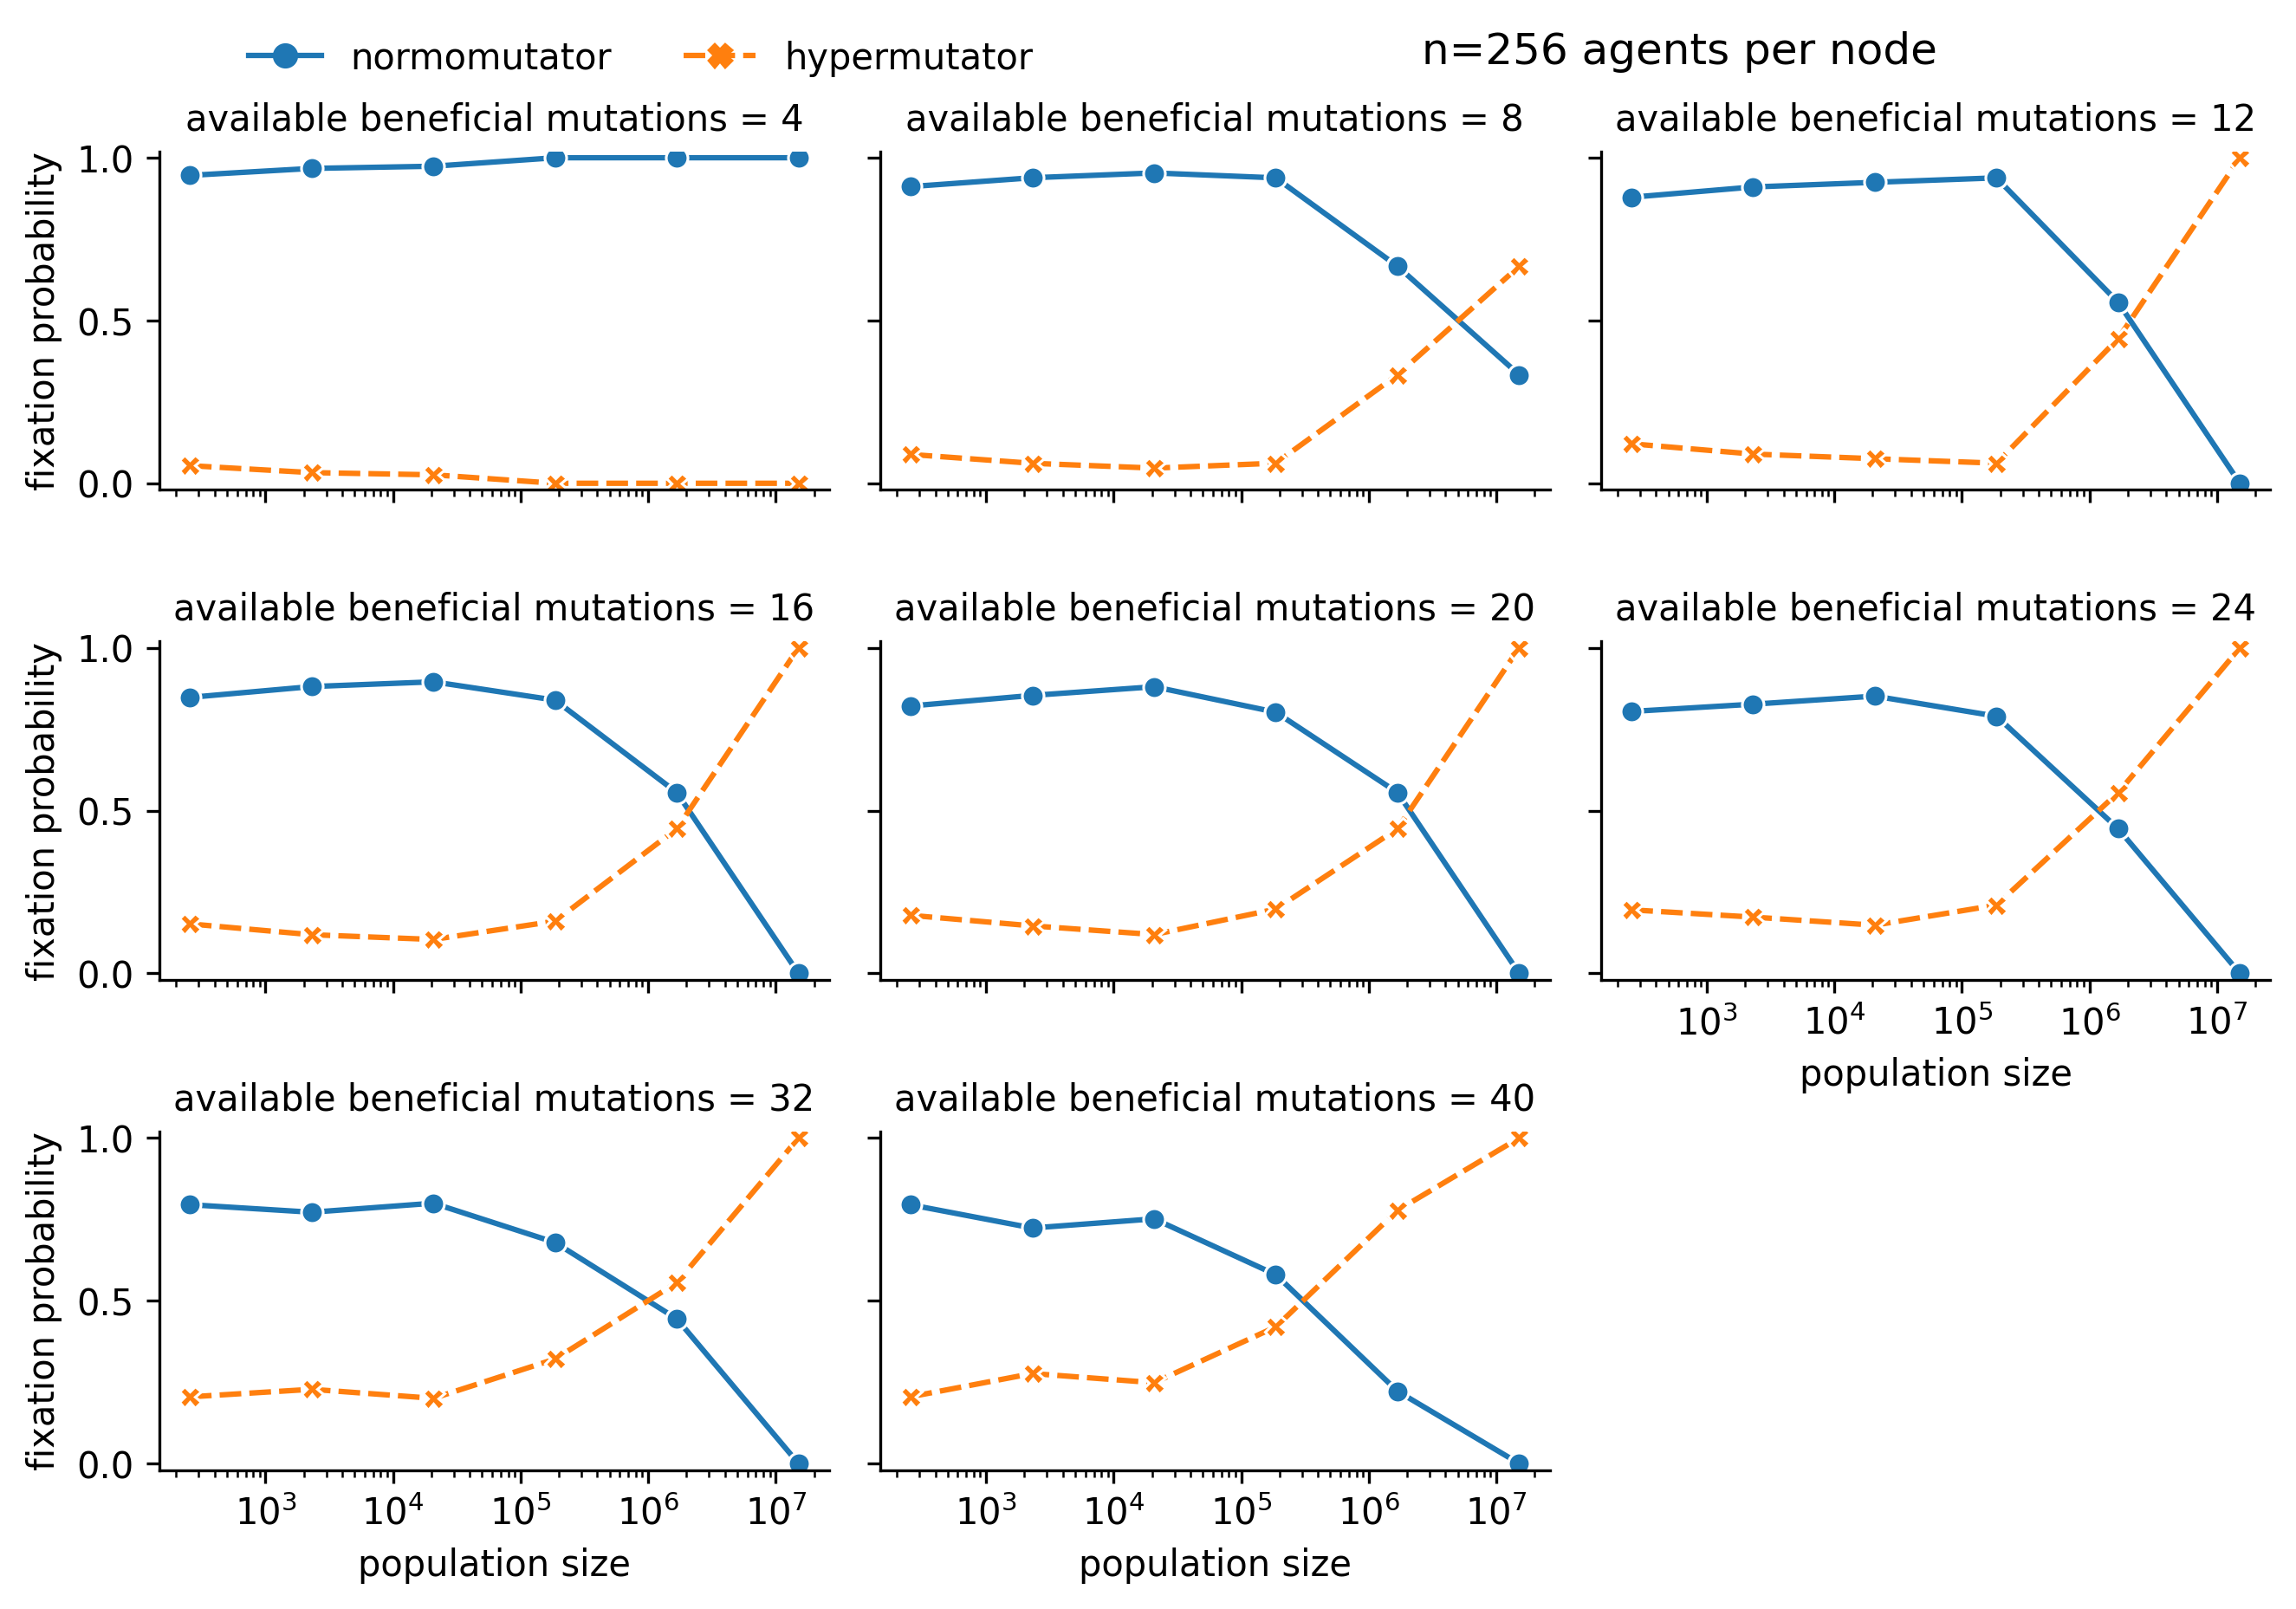 normomutator hypermutator n=256 agents per node
available beneficial mutations = 4 available beneficial mutations = 8 available beneficial mutations = 12
fixation probability
1.0
0.5
0.0
available beneficial mutations = 16 available beneficial mutations = 20 available beneficial mutations = 24
fixation probability
1.0
0.5
0.0
10³ 10⁴ 10⁵ 10⁶ 10⁷
population size
available beneficial mutations = 32 available beneficial mutations = 40
fixation probability
1.0
0.5
0.0
10³ 10⁴ 10⁵ 10⁶ 10⁷ 10³ 10⁴ 10⁵ 10⁶ 10⁷
population size population size